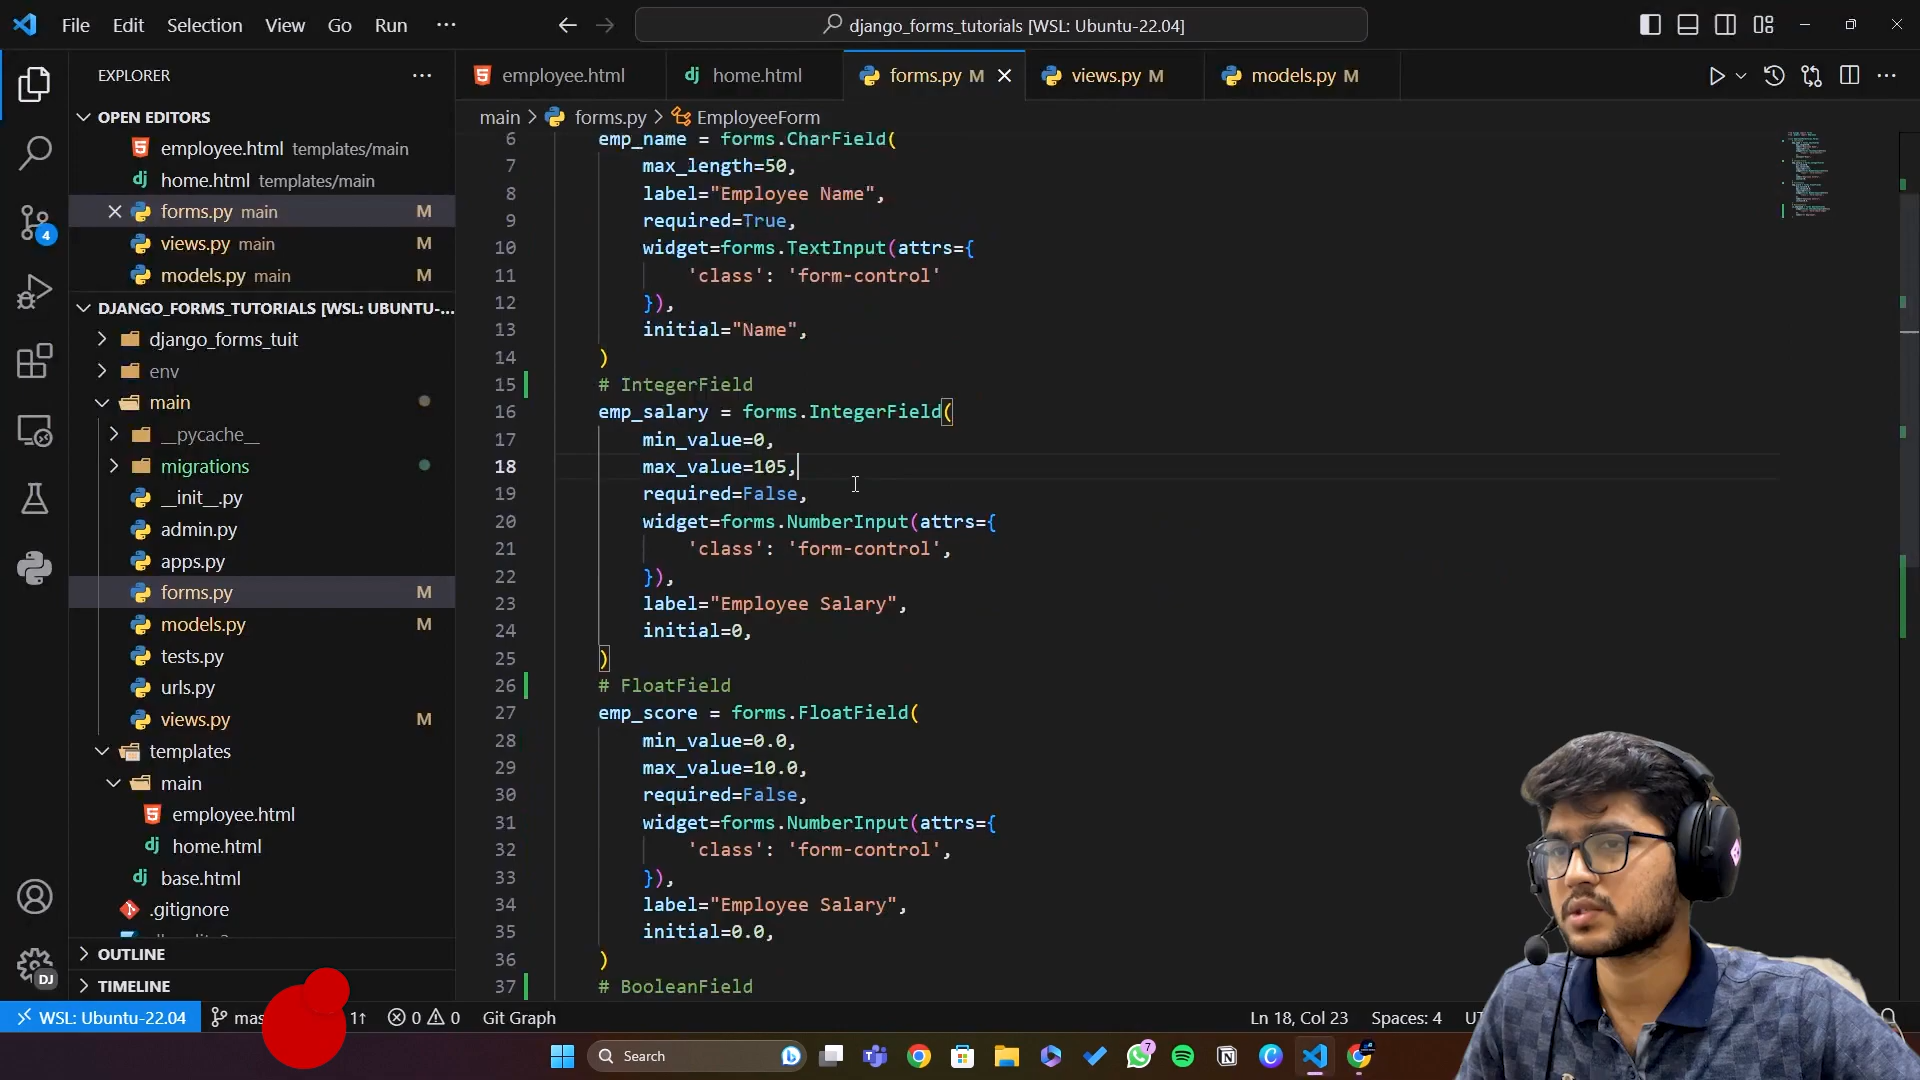 File Edit Selection View Go Run ···
django_forms_tutorials [WSL: Ubuntu-22.04]
EXPLORER
employee.html
home.html
forms.py M
views.py M
models.py M
OPEN EDITORS
employee.html templates/main
home.html templates/main
forms.py main M
views.py main M
models.py main M
DJANGO_FORMS_TUTORIALS [WSL: UBUNTU-...
django_forms_tuit
env
main
__pycache__
migrations
__init__.py
admin.py
apps.py
forms.py M
models.py M
tests.py
urls.py
views.py M
templates
main
employee.html
home.html
base.html
.gitignore
OUTLINE
TIMELINE
4
DJ
main > forms.py > EmployeeForm
6 emp_name = forms.CharField(
7 max_length=50,
8 label="Employee Name",
9 required=True,
10 widget=forms.TextInput(attrs={
11 'class': 'form-control'
12 }),
13 initial="Name",
14 )
15 # IntegerField
16 emp_salary = forms.IntegerField(
17 min_value=0,
18 max_value=105,
19 required=False,
20 widget=forms.NumberInput(attrs={
21 'class': 'form-control',
22 }),
23 label="Employee Salary",
24 initial=0,
25 )
26 # FloatField
27 emp_score = forms.FloatField(
28 min_value=0.0,
29 max_value=10.0,
30 required=False,
31 widget=forms.NumberInput(attrs={
32 'class': 'form-control',
33 }),
34 label="Employee Salary",
35 initial=0.0,
36 )
37 # BooleanField
WSL: Ubuntu-22.04 mas 1↑ 0 0 Git Graph Ln 18, Col 23 Spaces: 4
Search
7